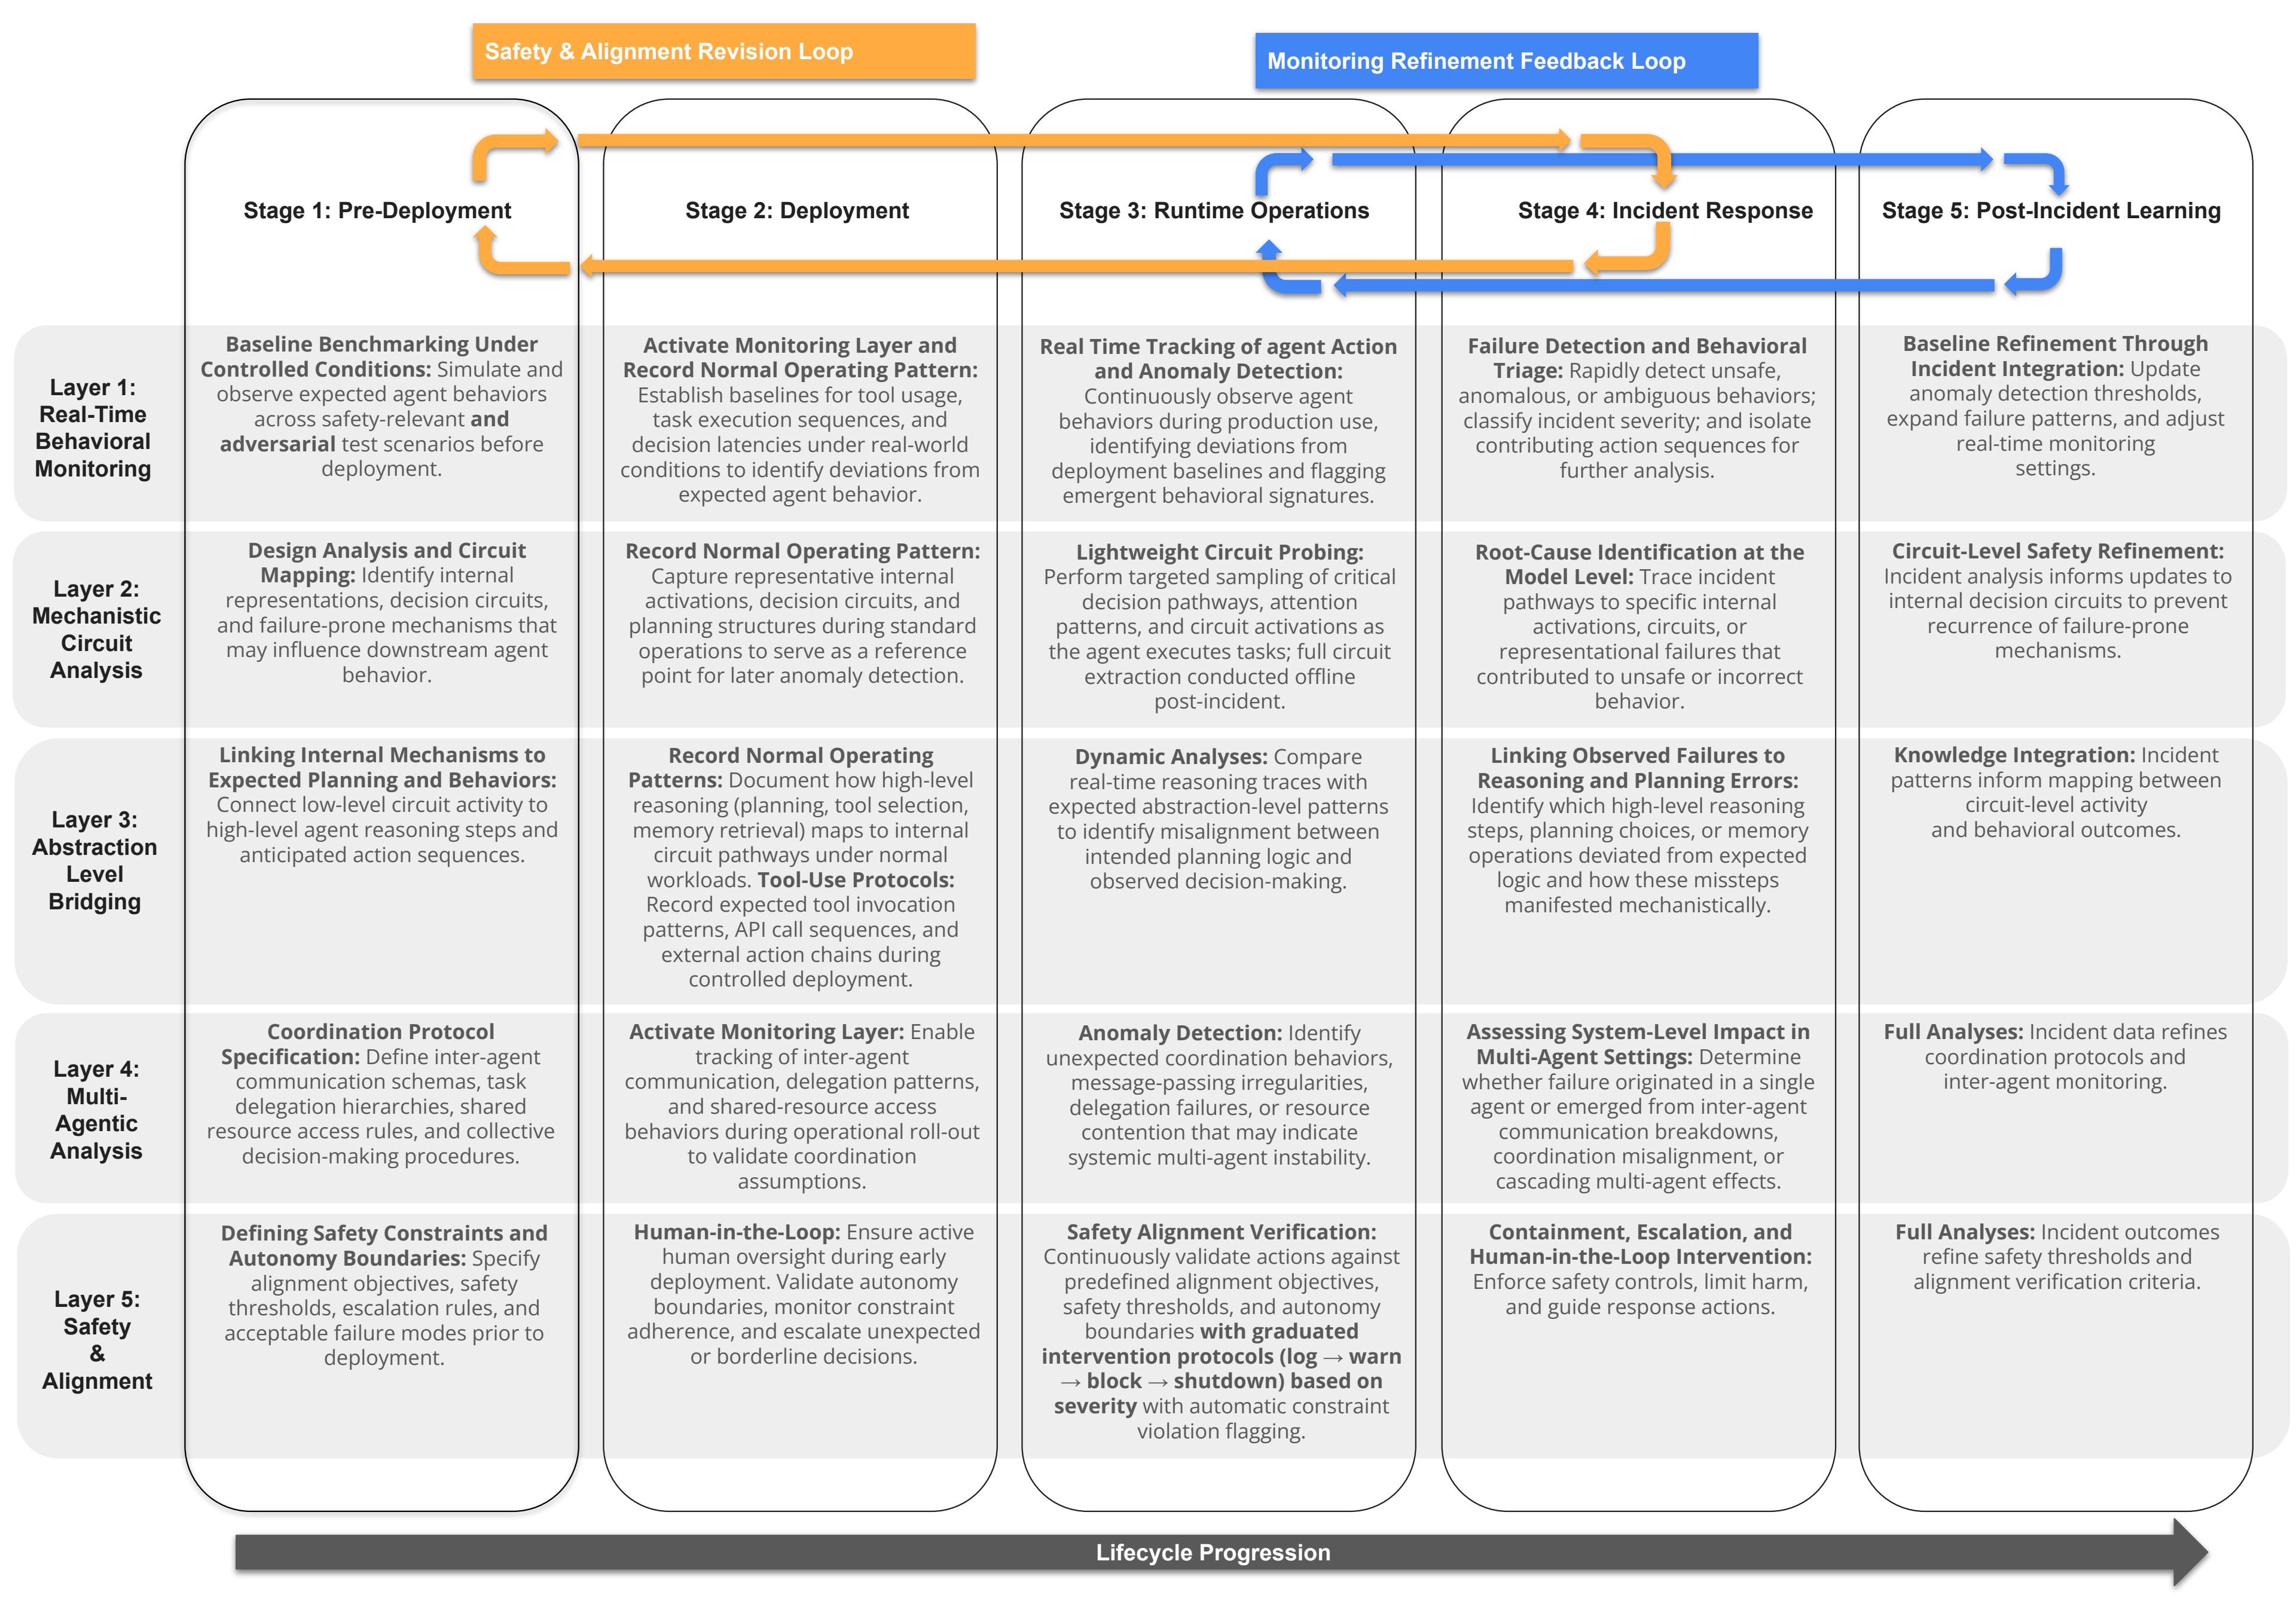 Safety & Alignment Revision Loop
Monitoring Refinement Feedback Loop
Stage 1: Pre-Deployment
Stage 2: Deployment
Stage 3: Runtime Operations
Stage 4: Incident Response
Stage 5: Post-Incident Learning
Layer 1:
Real-Time
Behavioral
Monitoring
Baseline Benchmarking Under
Controlled Conditions: Simulate and
observe expected agent behaviors
across safety-relevant and
adversarial test scenarios before
deployment.
Activate Monitoring Layer and
Record Normal Operating Pattern:
Establish baselines for tool usage,
task execution sequences, and
decision latencies under real-world
conditions to identify deviations from
expected agent behavior.
Real Time Tracking of agent Action
and Anomaly Detection:
Continuously observe agent
behaviors during production use,
identifying deviations from
deployment baselines and flagging
emergent behavioral signatures.
Failure Detection and Behavioral
Triage: Rapidly detect unsafe,
anomalous, or ambiguous behaviors;
classify incident severity; and isolate
contributing action sequences for
further analysis.
Baseline Refinement Through
Incident Integration: Update
anomaly detection thresholds,
expand failure patterns, and adjust
real-time monitoring
settings.
Layer 2:
Mechanistic
Circuit
Analysis
Design Analysis and Circuit
Mapping: Identify internal
representations, decision circuits,
and failure-prone mechanisms that
may influence downstream agent
behavior.
Record Normal Operating Pattern:
Capture representative internal
activations, decision circuits, and
planning structures during standard
operations to serve as a reference
point for later anomaly detection.
Lightweight Circuit Probing:
Perform targeted sampling of critical
decision pathways, attention
patterns, and circuit activations as
the agent executes tasks; full circuit
extraction conducted offline
post-incident.
Root-Cause Identification at the
Model Level: Trace incident
pathways to specific internal
activations, circuits, or
representational failures that
contributed to unsafe or incorrect
behavior.
Circuit-Level Safety Refinement:
Incident analysis informs updates to
internal decision circuits to prevent
recurrence of failure-prone
mechanisms.
Layer 3:
Abstraction
Level
Bridging
Linking Internal Mechanisms to
Expected Planning and Behaviors:
Connect low-level circuit activity to
high-level agent reasoning steps and
anticipated action sequences.
Record Normal Operating
Patterns: Document how high-level
reasoning (planning, tool selection,
memory retrieval) maps to internal
circuit pathways under normal
workloads. Tool-Use Protocols:
Record expected tool invocation
patterns, API call sequences, and
external action chains during
controlled deployment.
Dynamic Analyses: Compare
real-time reasoning traces with
expected abstraction-level patterns
to identify misalignment between
intended planning logic and
observed decision-making.
Linking Observed Failures to
Reasoning and Planning Errors:
Identify which high-level reasoning
steps, planning choices, or memory
operations deviated from expected
logic and how these missteps
manifested mechanistically.
Knowledge Integration: Incident
patterns inform mapping between
circuit-level activity
and behavioral outcomes.
Layer 4:
Multi-
Agentic
Analysis
Coordination Protocol
Specification: Define inter-agent
communication schemas, task
delegation hierarchies, shared
resource access rules, and collective
decision-making procedures.
Activate Monitoring Layer: Enable
tracking of inter-agent
communication, delegation patterns,
and shared-resource access
behaviors during operational roll-out
to validate coordination
assumptions.
Anomaly Detection: Identify
unexpected coordination behaviors,
message-passing irregularities,
delegation failures, or resource
contention that may indicate
systemic multi-agent instability.
Assessing System-Level Impact in
Multi-Agent Settings: Determine
whether failure originated in a single
agent or emerged from inter-agent
communication breakdowns,
coordination misalignment, or
cascading multi-agent effects.
Full Analyses: Incident data refines
coordination protocols and
inter-agent monitoring.
Layer 5:
Safety
&
Alignment
Defining Safety Constraints and
Autonomy Boundaries: Specify
alignment objectives, safety
thresholds, escalation rules, and
acceptable failure modes prior to
deployment.
Human-in-the-Loop: Ensure active
human oversight during early
deployment. Validate autonomy
boundaries, monitor constraint
adherence, and escalate unexpected
or borderline decisions.
Safety Alignment Verification:
Continuously validate actions against
predefined alignment objectives,
safety thresholds, and autonomy
boundaries with graduated
intervention protocols (log → warn
→ block → shutdown) based on
severity with automatic constraint
violation flagging.
Containment, Escalation, and
Human-in-the-Loop Intervention:
Enforce safety controls, limit harm,
and guide response actions.
Full Analyses: Incident outcomes
refine safety thresholds and
alignment verification criteria.
Lifecycle Progression